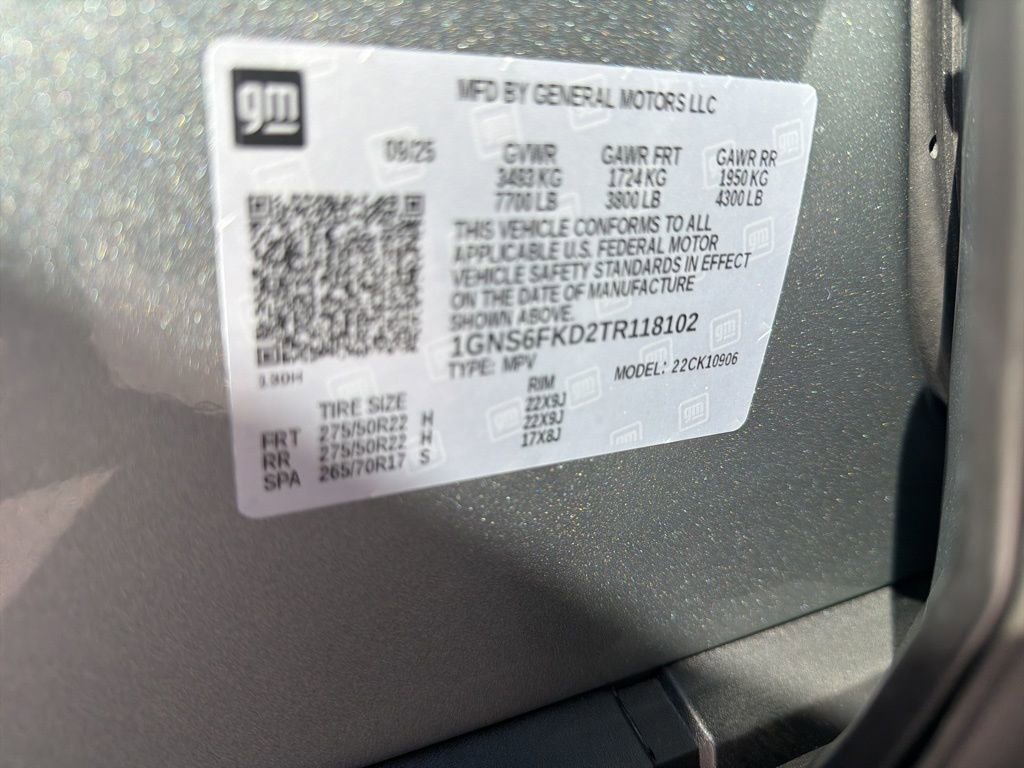 gm
MFD BY GENERAL MOTORS LLC
09/25 GVWR GAWR FRT GAWR RR
3493 KG 1724 KG 1950 KG
7700 LB 3800 LB 4300 LB
THIS VEHICLE CONFORMS TO ALL
APPLICABLE U.S. FEDERAL MOTOR
VEHICLE SAFETY STANDARDS IN EFFECT
ON THE DATE OF MANUFACTURE
SHOWN ABOVE.
1GNS6FKD2TR118102
TYPE: MPV MODEL: 22CK10906
TIRE SIZE RIM
FRT 275/50R22 H 22X9J
RR 275/50R22 H 22X9J
SPA 265/70R17 S 17X8J